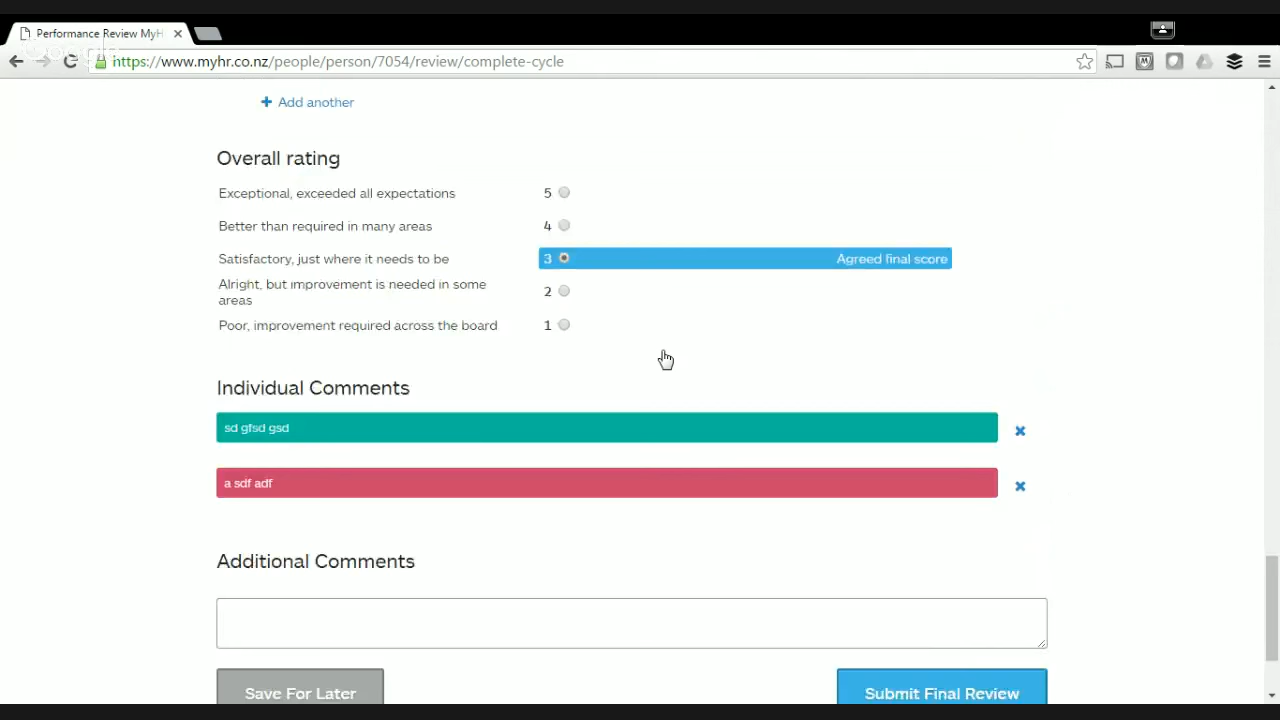 Performance Review MyH
https://www.myhr.co.nz/people/person/7054/review/complete-cycle
+ Add another
Overall rating
Exceptional, exceeded all expectations 5
Better than required in many areas 4
Satisfactory, just where it needs to be 3 Agreed final score
Alright, but improvement is needed in some
areas 2
Poor, improvement required across the board 1
Individual Comments
sd gfsd gsd
a sdf adf
Additional Comments
Save For Later Submit Final Review